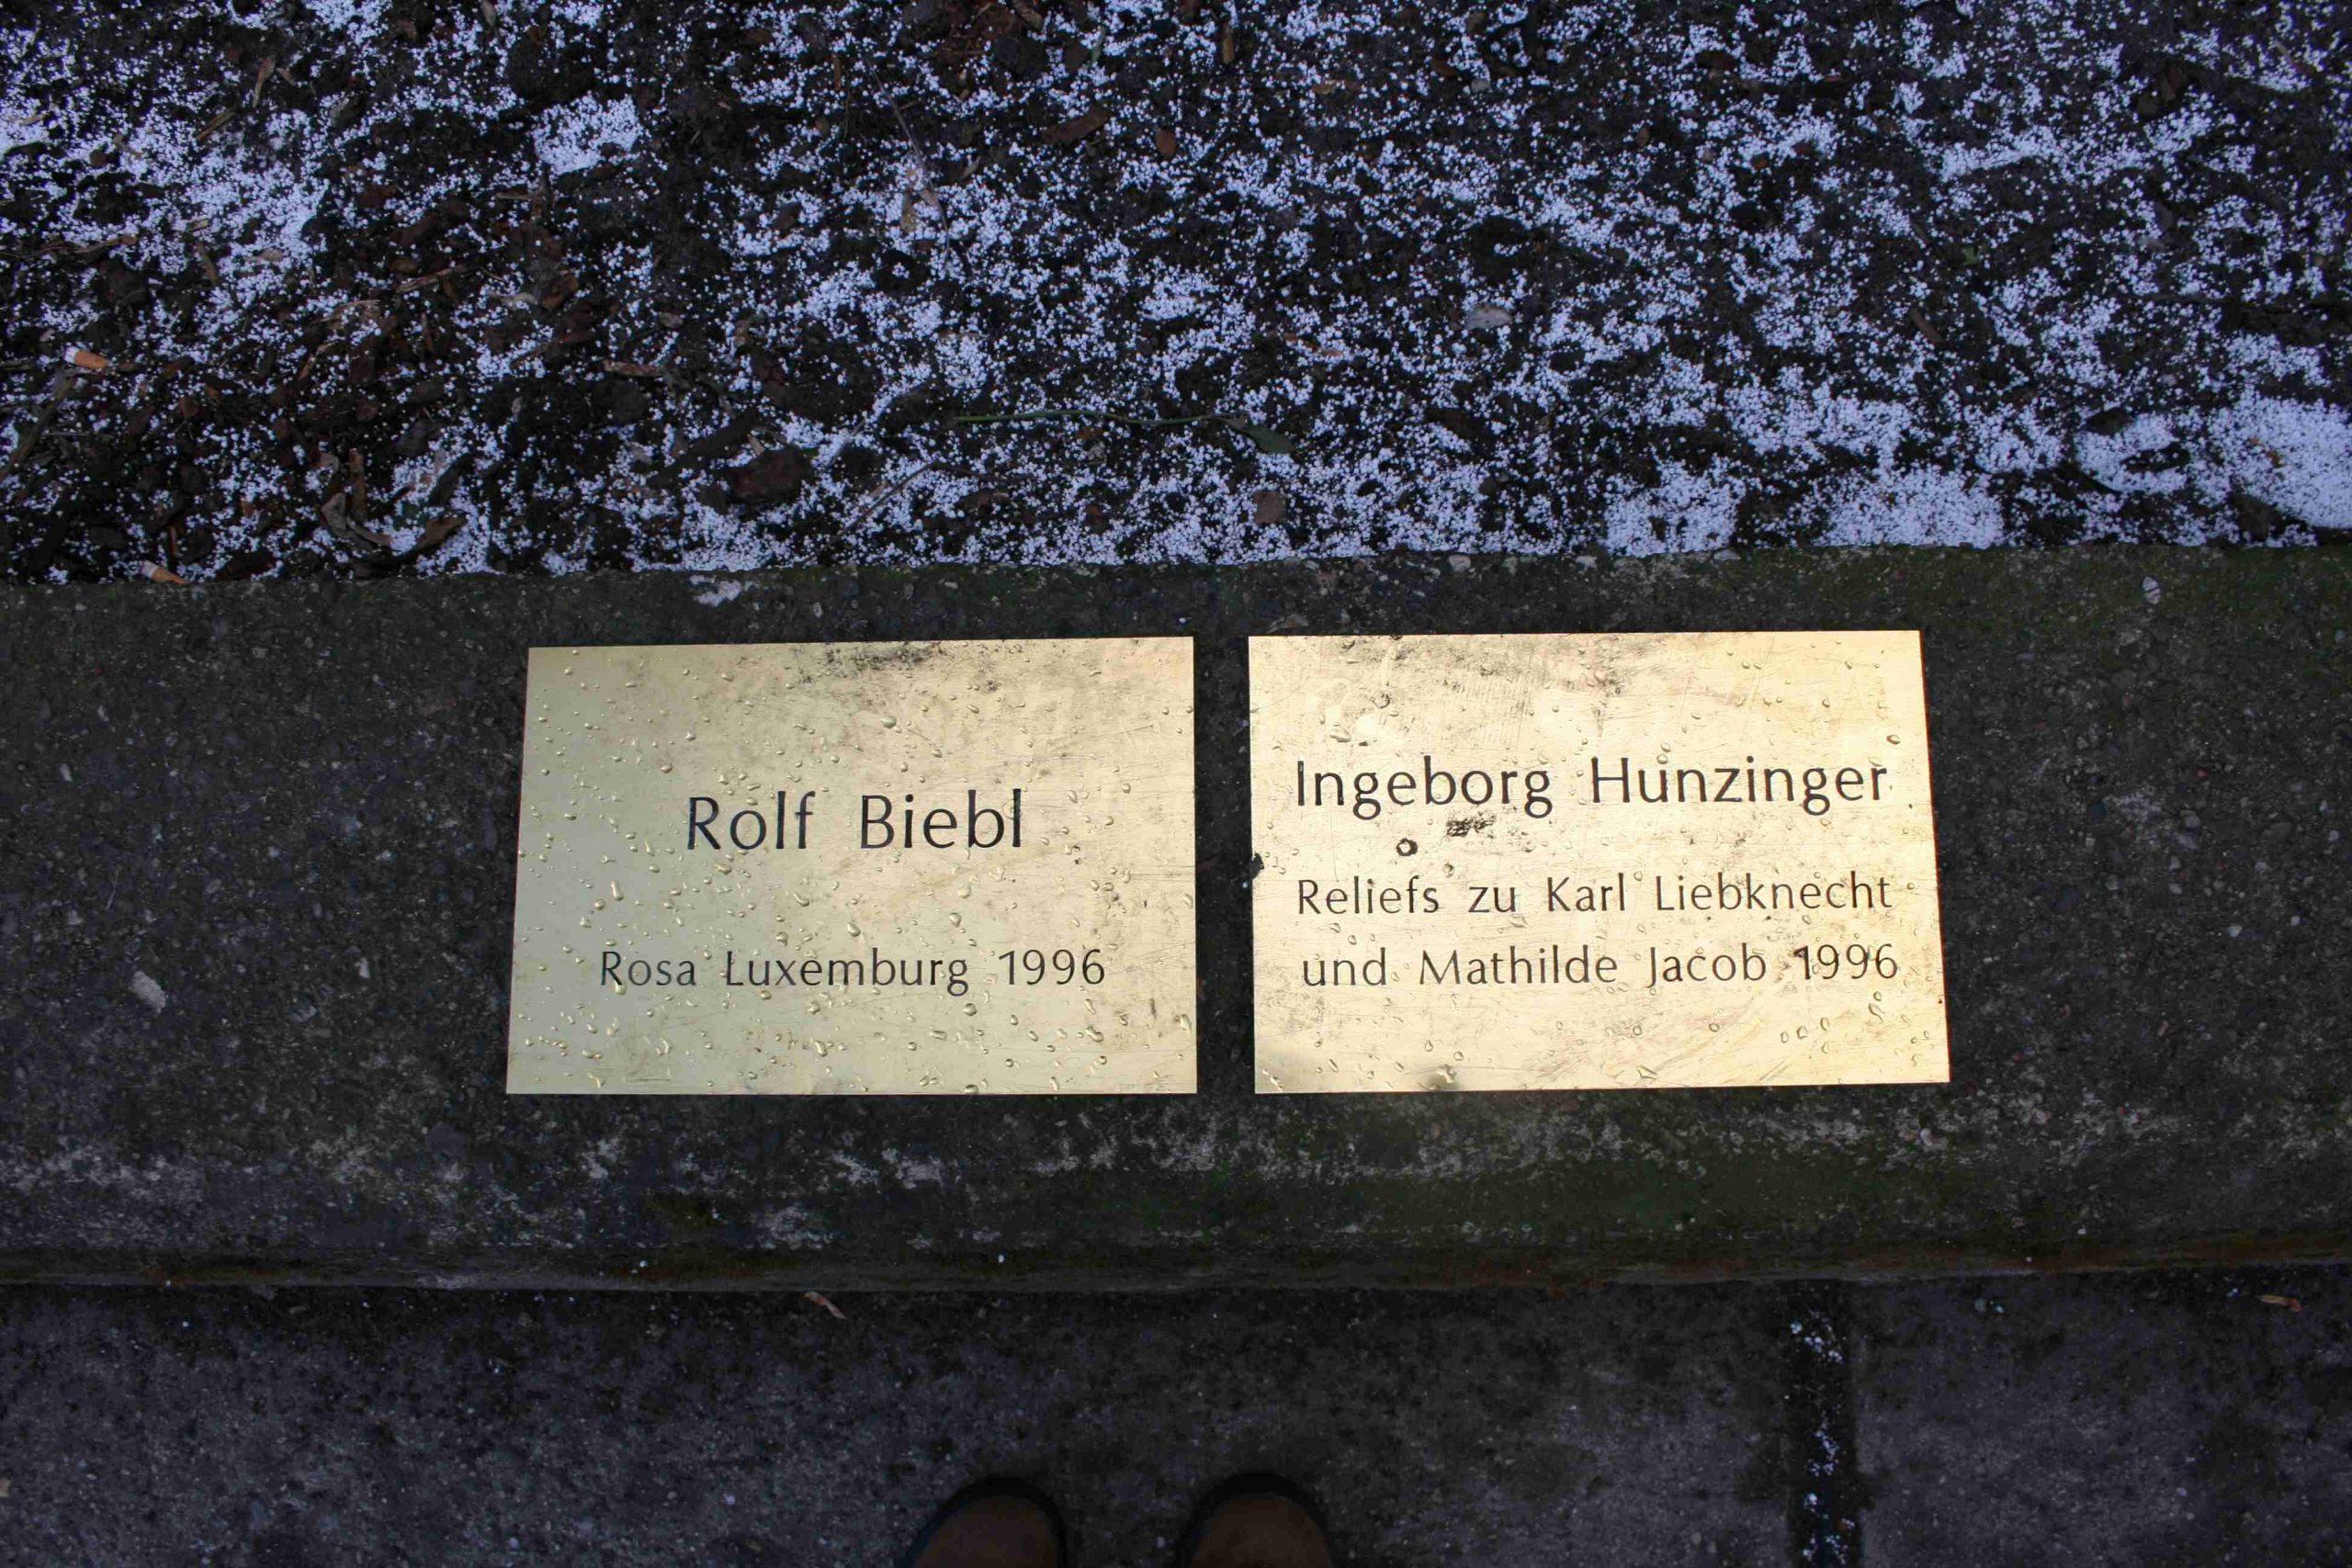 Rolf Biebl
Rosa Luxemburg 1996
Ingeborg Hunzinger
Reliefs zu Karl Liebknecht
und Mathilde Jacob 1996